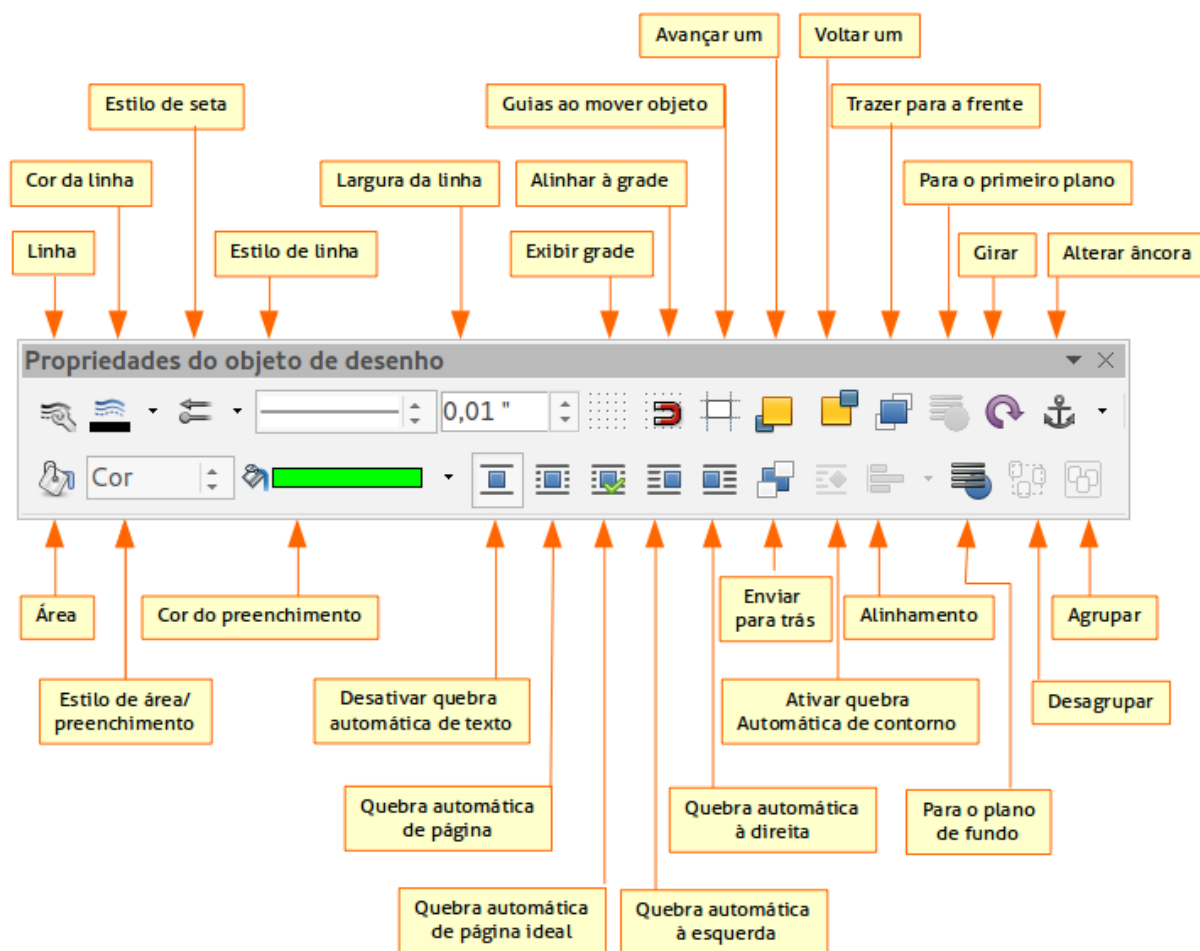 Avançar um
Voltar um
Estilo de seta
Guias ao mover objeto
Trazer para a frente
Cor da linha
Largura da linha
Alinhar à grade
Para o primeiro plano
Linha
Estilo de linha
Exibir grade
Girar
Alterar âncora
Propriedades do objeto de desenho
0,01 "
Cor
Área
Cor do preenchimento
Enviar
para trás
Alinhamento
Agrupar
Estilo de área/
preenchimento
Desativar quebra
automática de texto
Ativar quebra
Automática de contorno
Desagrupar
Quebra automática
de página
Quebra automática
à direita
Para o plano
de fundo
Quebra automática
de página ideal
Quebra automática
à esquerda